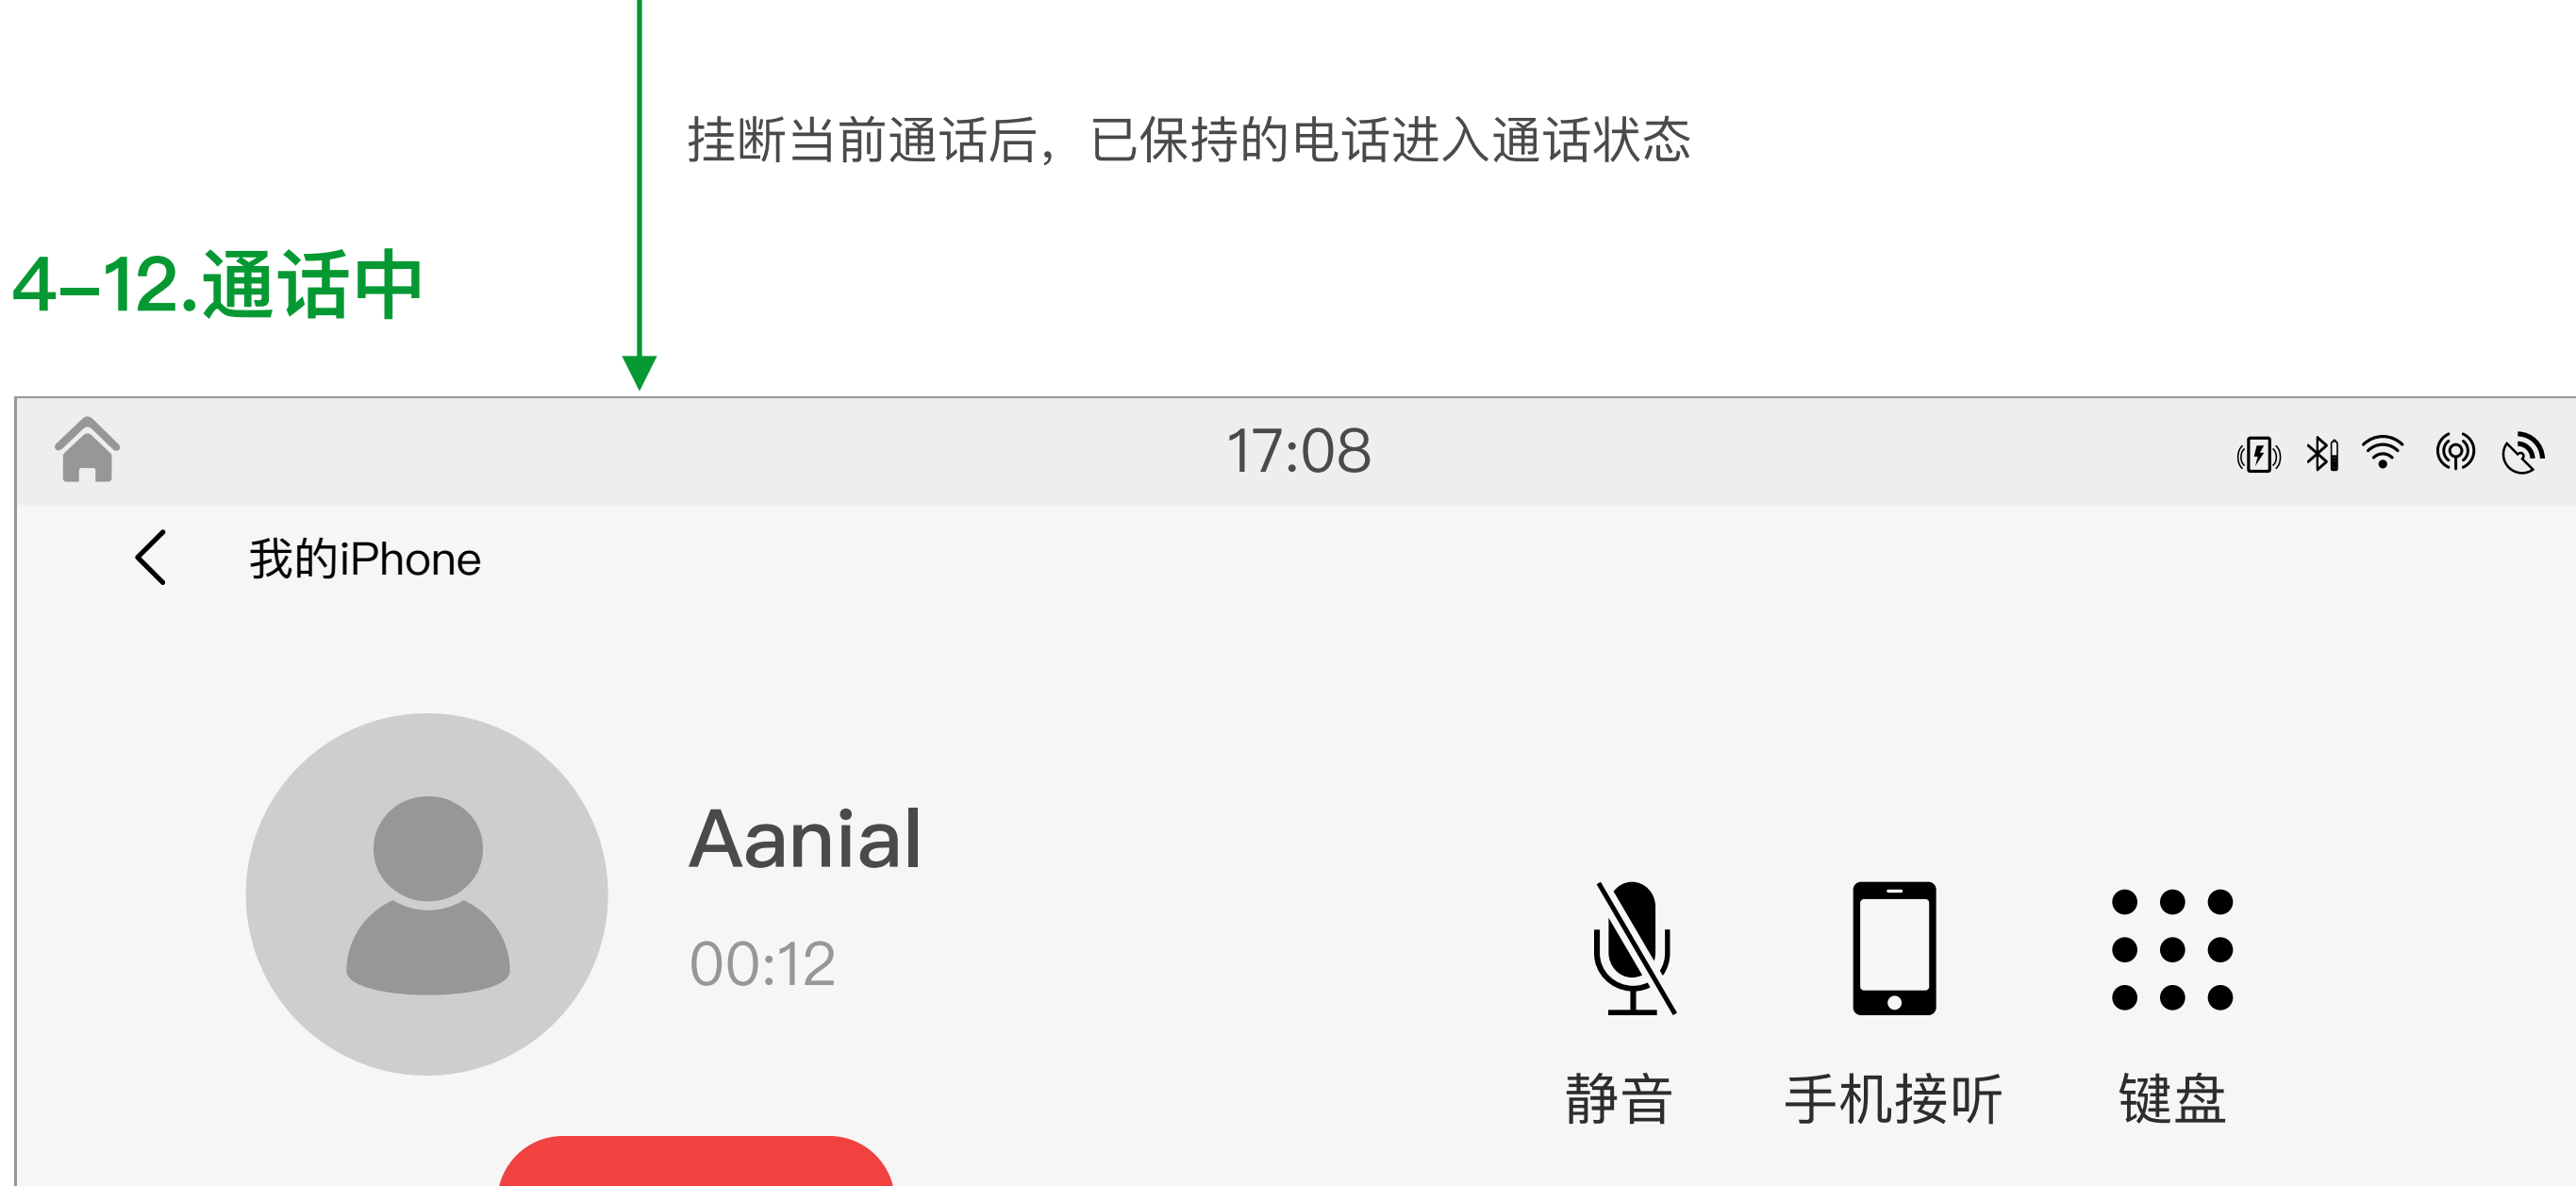 挂断当前通话后，已保持的电话进入通话状态
4–12.通话中
17:08
我的iPhone
Aanial
00:12
静音 手机接听 键盘